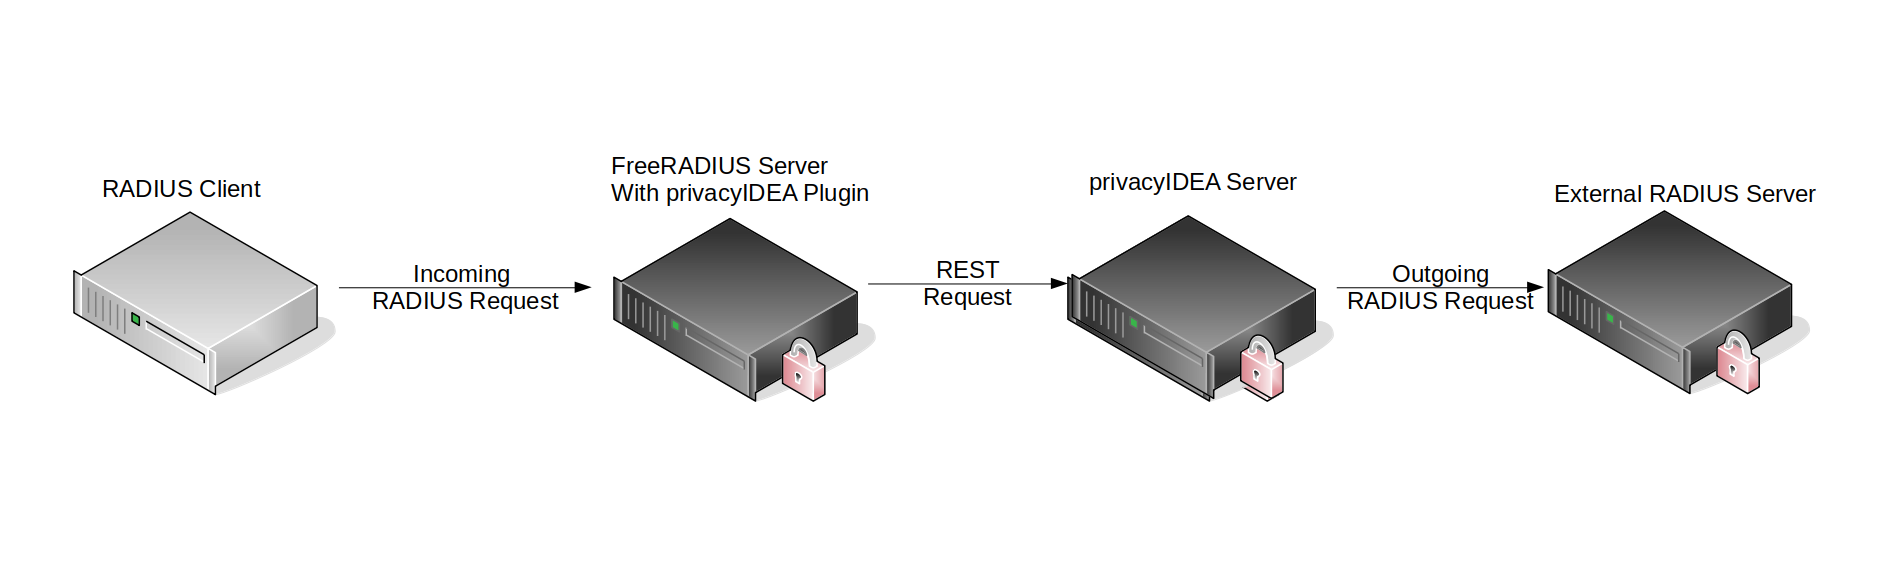 RADIUS Client
FreeRADIUS Server
With privacyIDEA Plugin
privacyIDEA Server
External RADIUS Server
Incoming
RADIUS Request
REST
Request
Outgoing
RADIUS Request